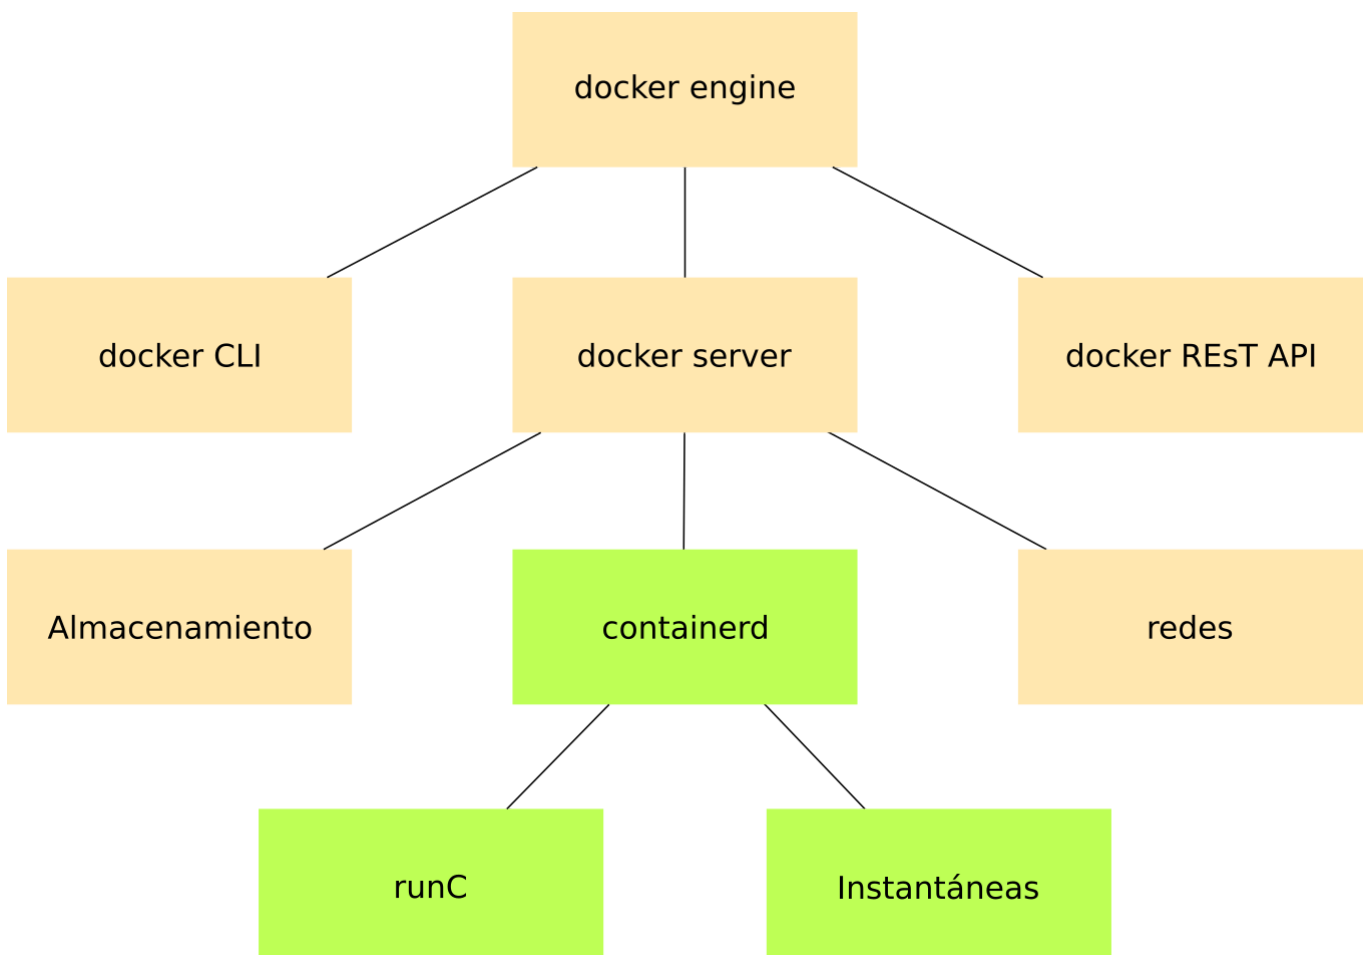 docker engine
docker CLI
docker server
docker REsT API
Almacenamiento
containerd
redes
runC
Instantáneas